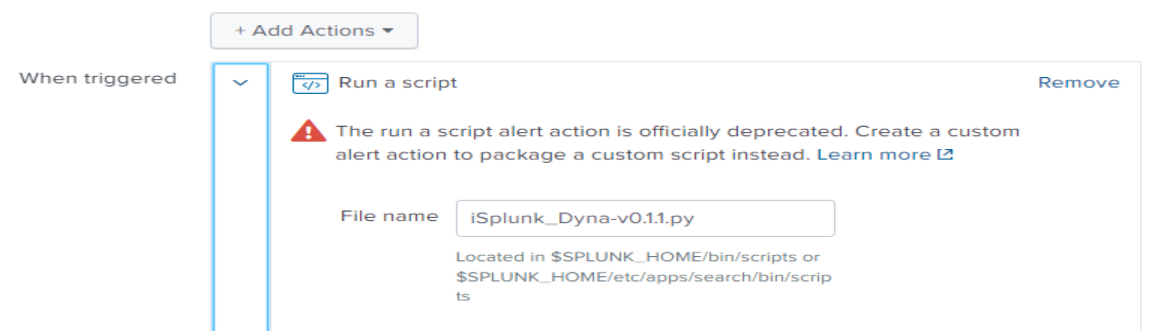 + Add Actions
When triggered
Run a script
Remove
The run a script alert action is officially deprecated. Create a custom
alert action to package a custom script instead. Learn more
File name
iSplunk_Dyna-v0.1.1.py
Located in $SPLUNK_HOME/bin/scripts or
$SPLUNK_HOME/etc/apps/search/bin/scrip
ts